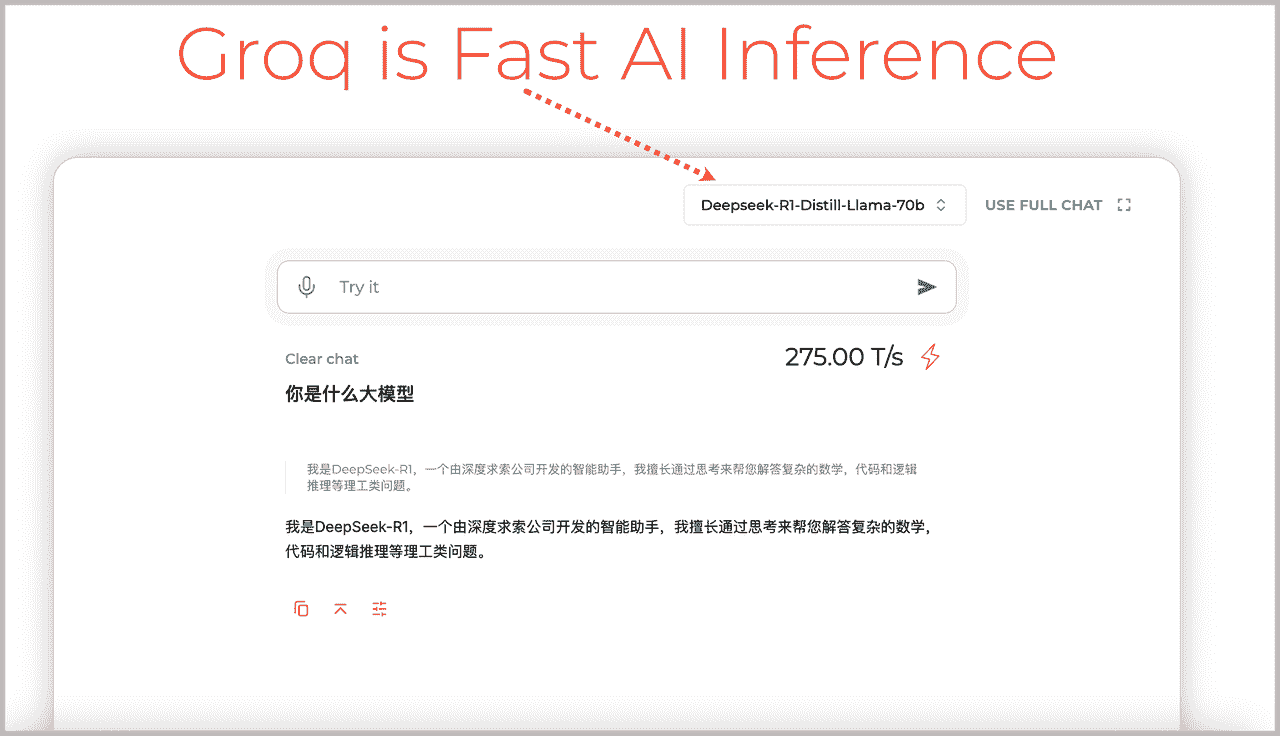 Groq is Fast AI Inference
Deepseek-R1-Distill-Llama-70b
USE FULL CHAT
Try it
Clear chat
275.00 T/s
你是什么大模型
我是DeepSeek-R1，一个由深度求索公司开发的智能助手，我擅长通过思考来帮您解答复杂的数学，代码和逻辑
推理等理工类问题。
我是DeepSeek-R1，一个由深度求索公司开发的智能助手，我擅长通过思考来帮您解答复杂的数学，
代码和逻辑推理等理工类问题。